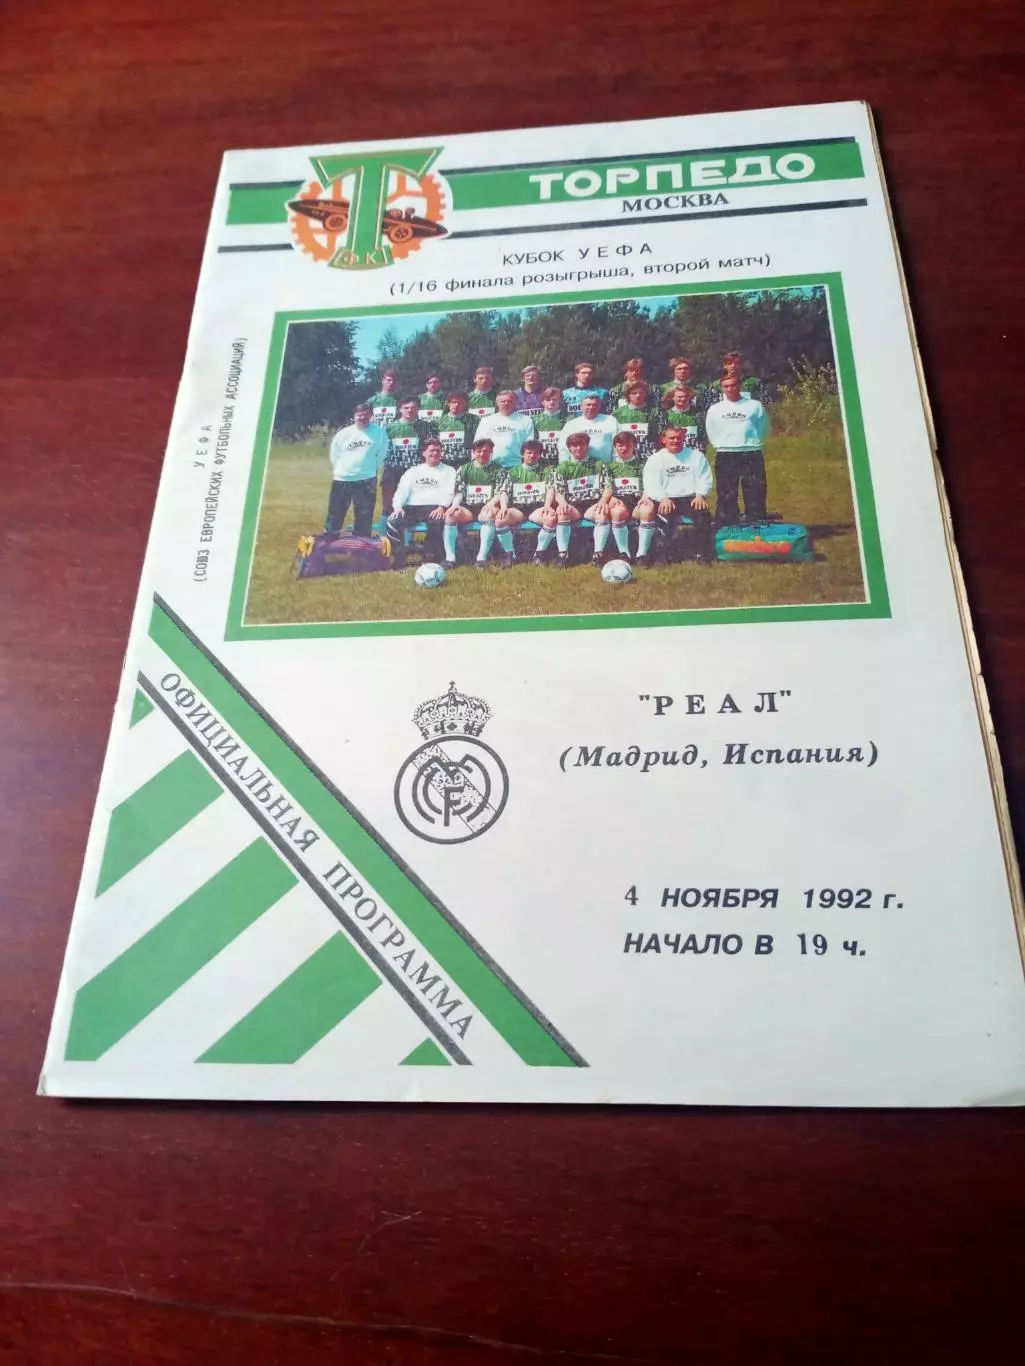 ТОРПЕДО
МОСКВА
ФК
КУБОК УЕФА
(1/16 финала розыгрыша, второй матч)
УЕФА
(СОЮЗ ЕВРОПЕЙСКИХ ФУТБОЛЬНЫХ АССОЦИАЦИЙ)
"РЕАЛ"
(Мадрид, Испания)
ОФИЦИАЛЬНАЯ ПРОГРАММА
4 НОЯБРЯ 1992 г.
НАЧАЛО В 19 ч.